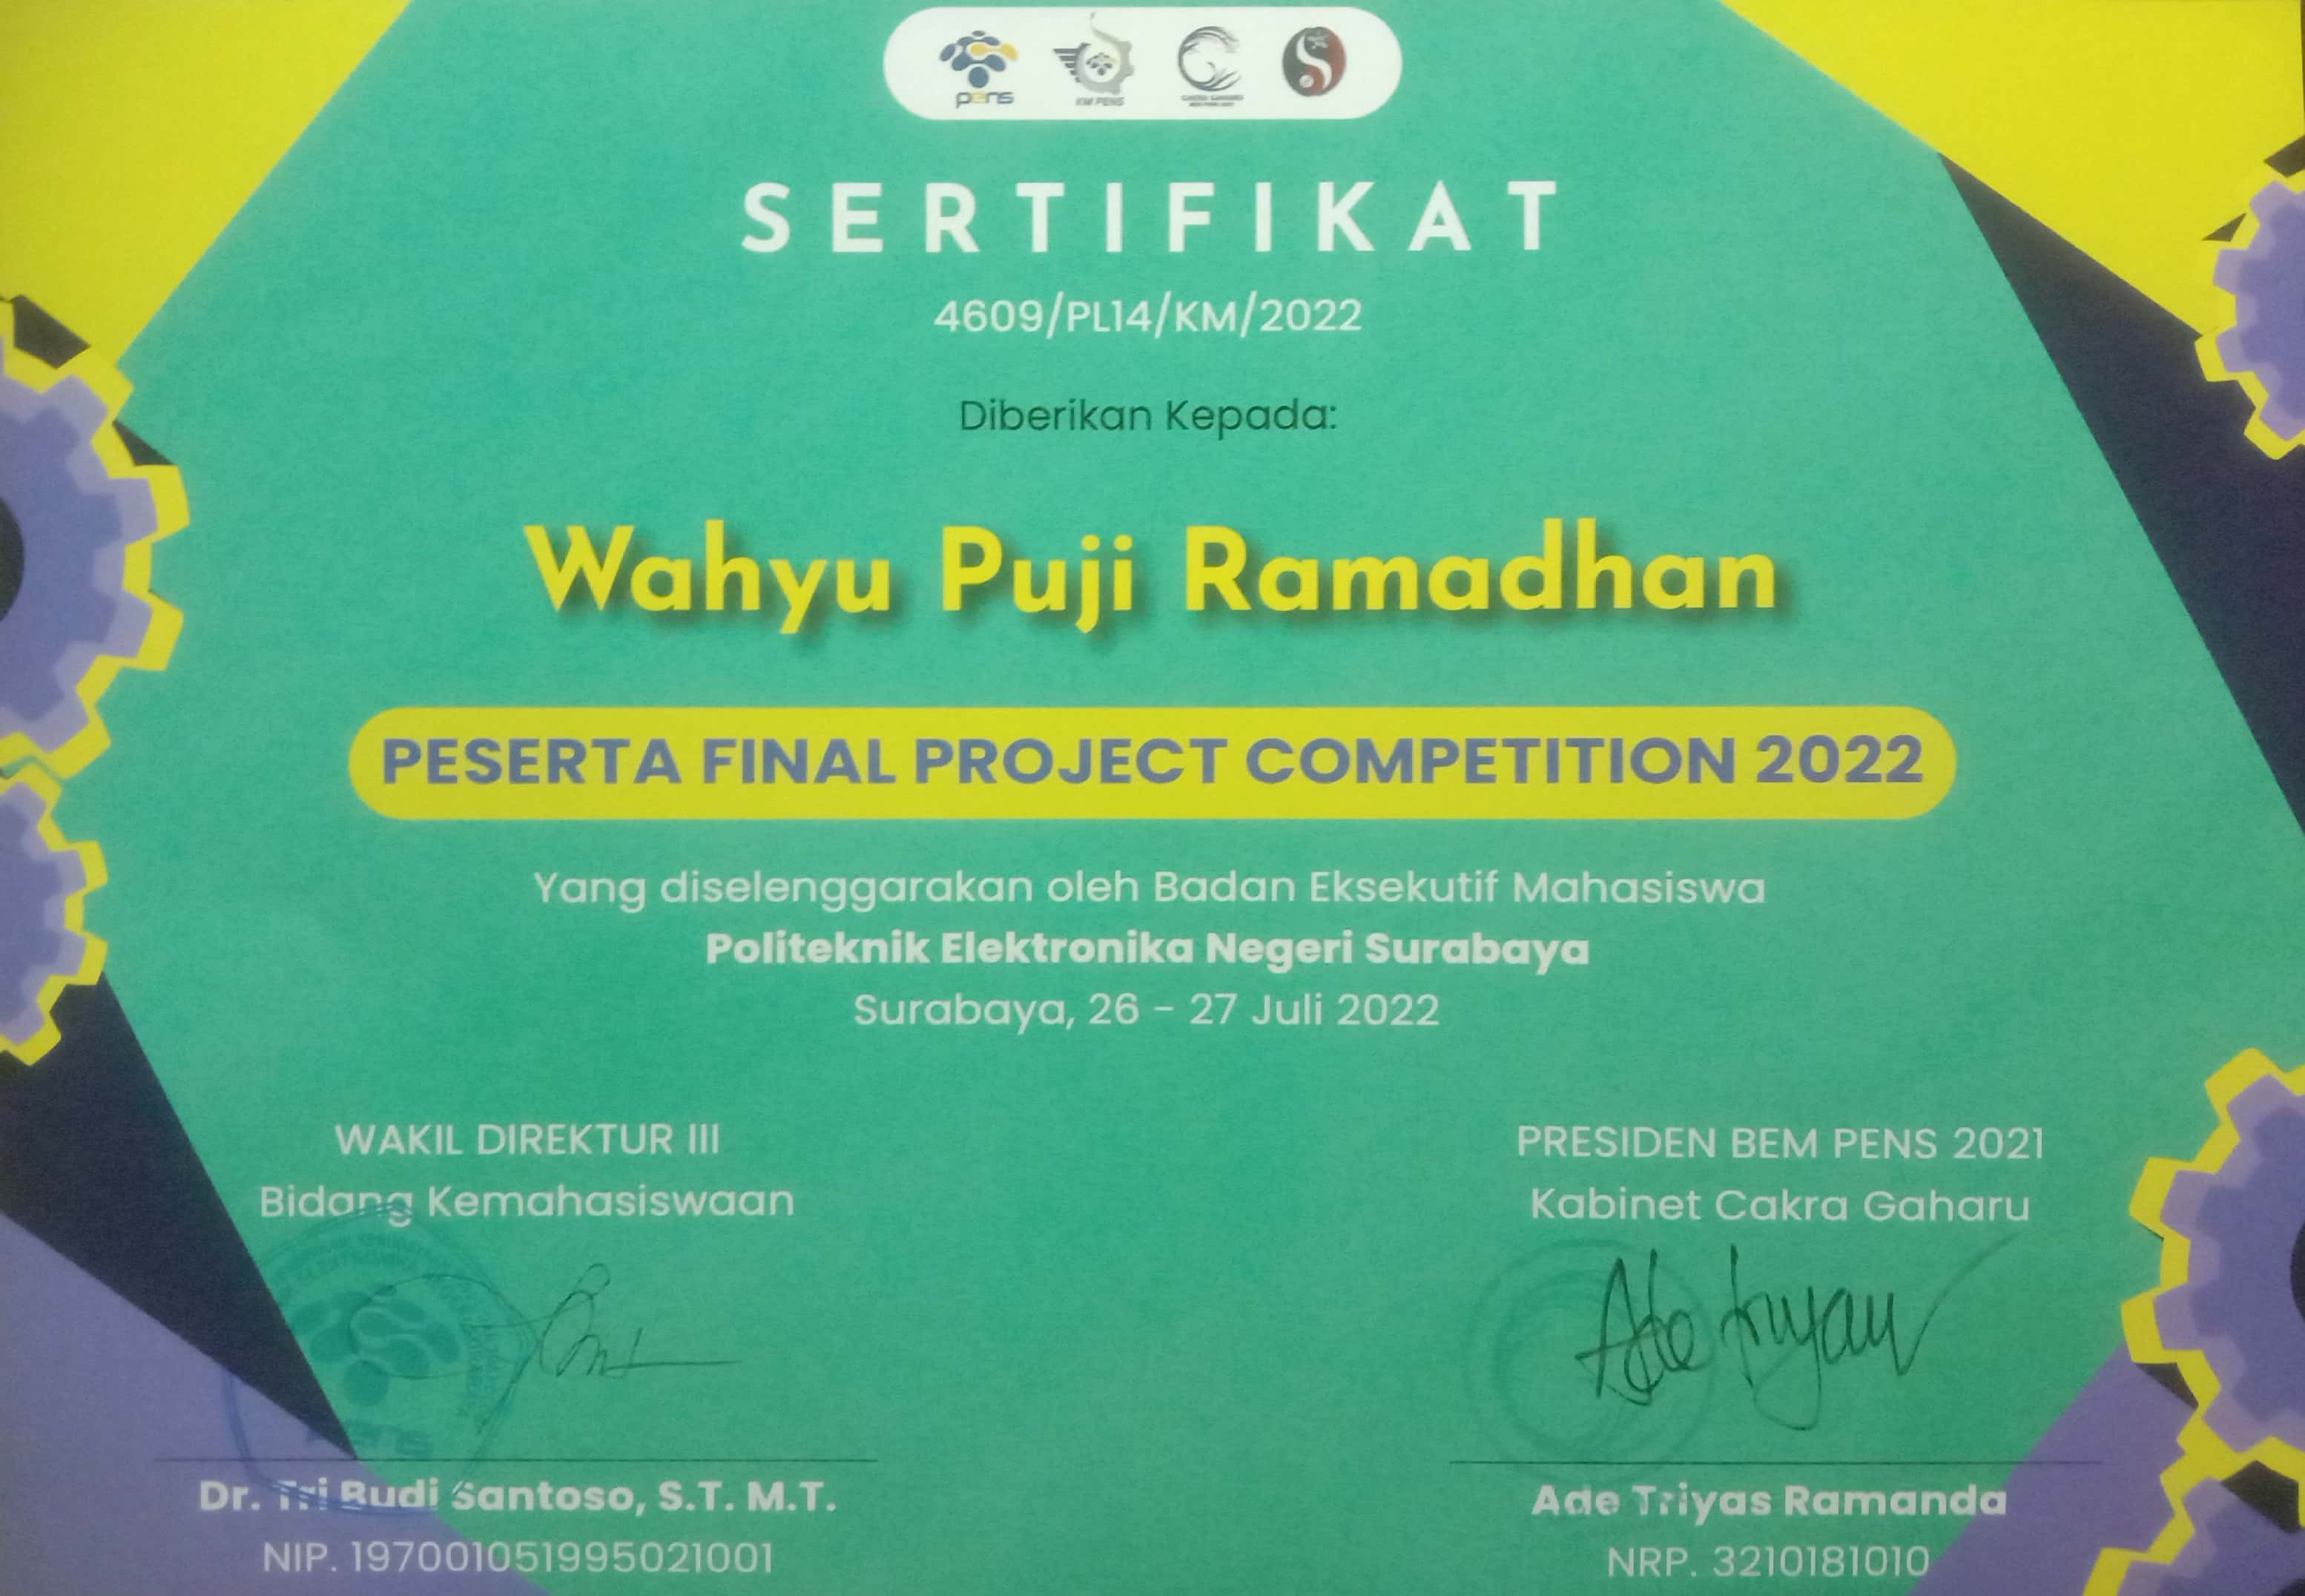 pens
KM PENS
SERTIFIKAT
4609/PL14/KM/2022
Diberikan Kepada:
Wahyu Puji Ramadhan
PESERTA FINAL PROJECT COMPETITION 2022
Yang diselenggarakan oleh Badan Eksekutif Mahasiswa
Politeknik Elektronika Negeri Surabaya
Surabaya, 26 - 27 Juli 2022
WAKIL DIREKTUR III
Bidang Kemahasiswaan
pens
Dr. Tri Budi Santoso, S.T. M.T.
NIP. 197001051995021001
PRESIDEN BEM PENS 2021
Kabinet Cakra Gaharu
Ade Triyas Ramanda
NRP. 3210181010